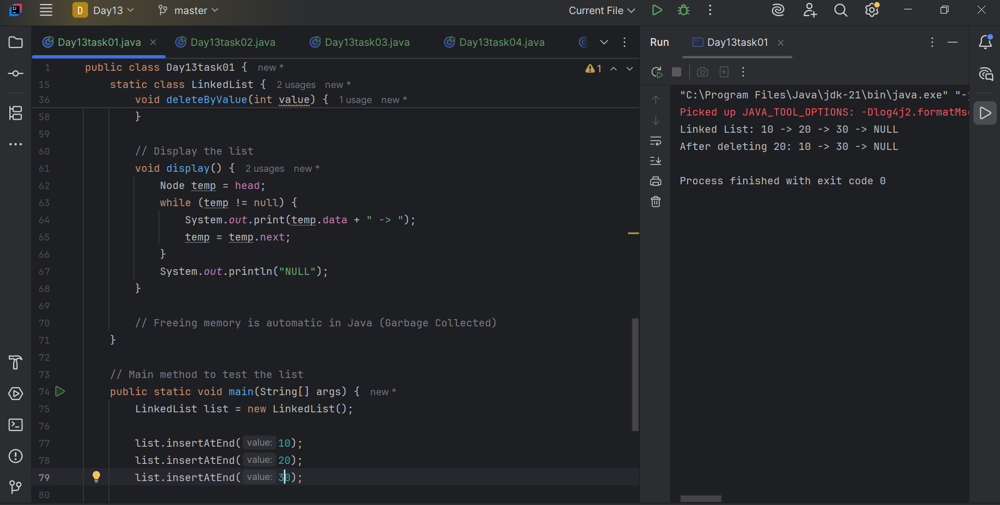 D Day13 master Current File
Day13task01.java Day13task02.java Day13task03.java Day13task04.java
Run Day13task01
1 public class Day13task01 { new *
1
15 static class LinkedList { 2 usages new *
36 void deleteByValue(int value) { 1 usage new *
58 }
59
60 // Display the list
61 void display() { 2 usages new *
62 Node temp = head;
63 while (temp != null) {
64 System.out.print(temp.data + " -> ");
65 temp = temp.next;
66 }
67 System.out.println("NULL");
68 }
69
70 // Freeing memory is automatic in Java (Garbage Collected)
71 }
72
73 // Main method to test the list
74 public static void main(String[] args) { new *
75 LinkedList list = new LinkedList();
76
77 list.insertAtEnd( value: 10);
78 list.insertAtEnd( value: 20);
79 list.insertAtEnd( value: 30);
80
"C:\Program Files\Java\jdk-21\bin\java.exe" "-
Picked up JAVA_TOOL_OPTIONS: -Dlog4j2.formatMs
Linked List: 10 -> 20 -> 30 -> NULL
After deleting 20: 10 -> 30 -> NULL
Process finished with exit code 0